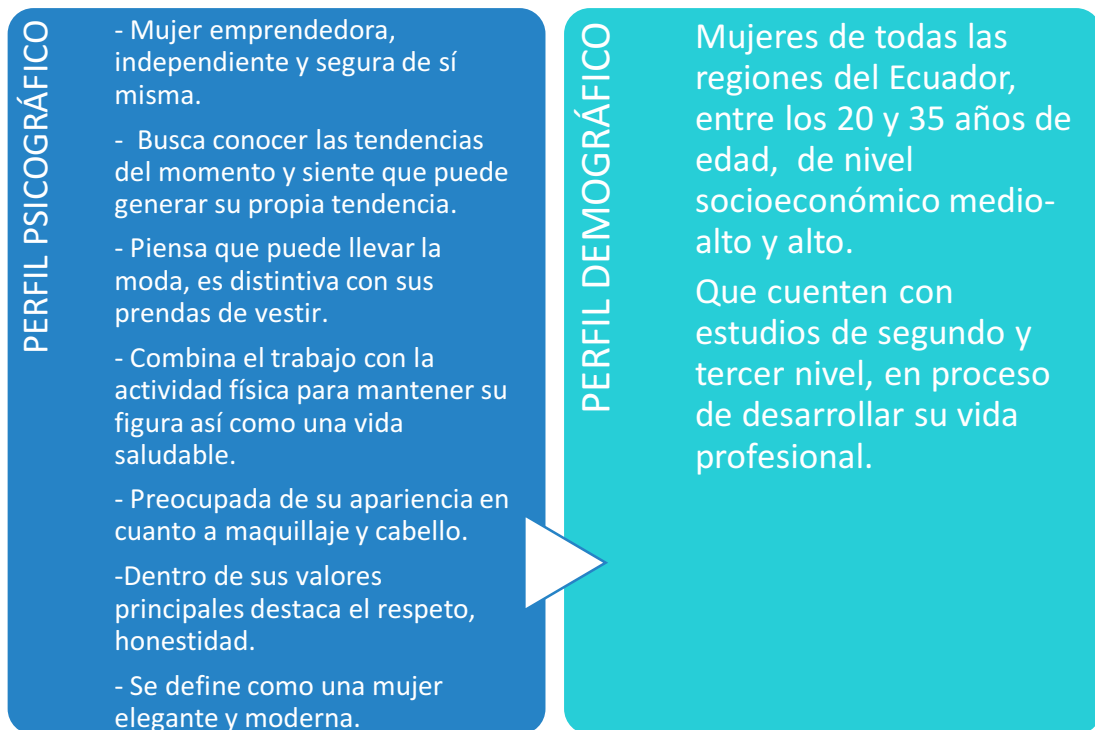 PERFIL PSICOGRÁFICO
- Mujer emprendedora,
independiente y segura de sí
misma.
- Busca conocer las tendencias
del momento y siente que puede
generar su propia tendencia.
- Piensa que puede llevar la
moda, es distintiva con sus
prendas de vestir.
- Combina el trabajo con la
actividad física para mantener su
figura así como una vida
saludable.
- Preocupada de su apariencia en
cuanto a maquillaje y cabello.
-Dentro de sus valores
principales destaca el respeto,
honestidad.
- Se define como una mujer
elegante y moderna.
PERFIL DEMOGRÁFICO
Mujeres de todas las
regiones del Ecuador,
entre los 20 y 35 años de
edad, de nivel
socioeconómico medio-
alto y alto.
Que cuenten con
estudios de segundo y
tercer nivel, en proceso
de desarrollar su vida
profesional.